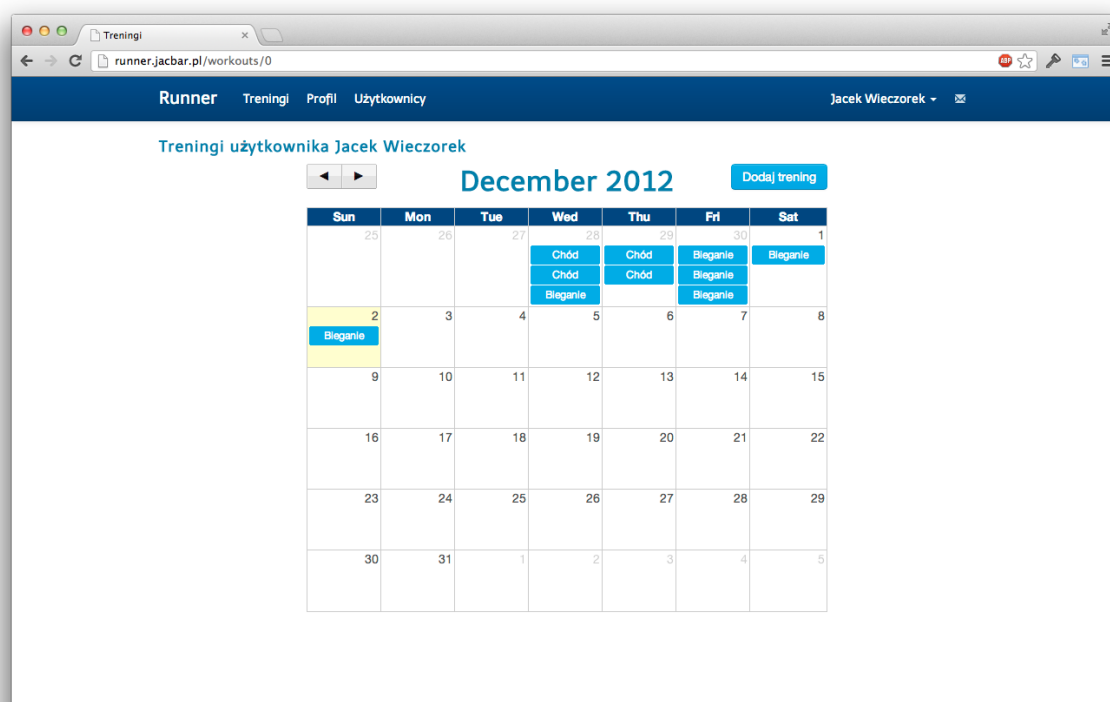 Treningi
runner.jacbar.pl/workouts/0
ABP
Runner Treningi Profil Użytkownicy Jacek Wieczorek
Treningi użytkownika Jacek Wieczorek
◄ ► December 2012 Dodaj trening
Sun Mon Tue Wed Thu Fri Sat
25 26 27 28 29 30 1
Chód Chód Bieganie Bieganie
Chód Chód Bieganie
Bieganie Bieganie
2 3 4 5 6 7 8
Bieganie
9 10 11 12 13 14 15
16 17 18 19 20 21 22
23 24 25 26 27 28 29
30 31 1 2 3 4 5